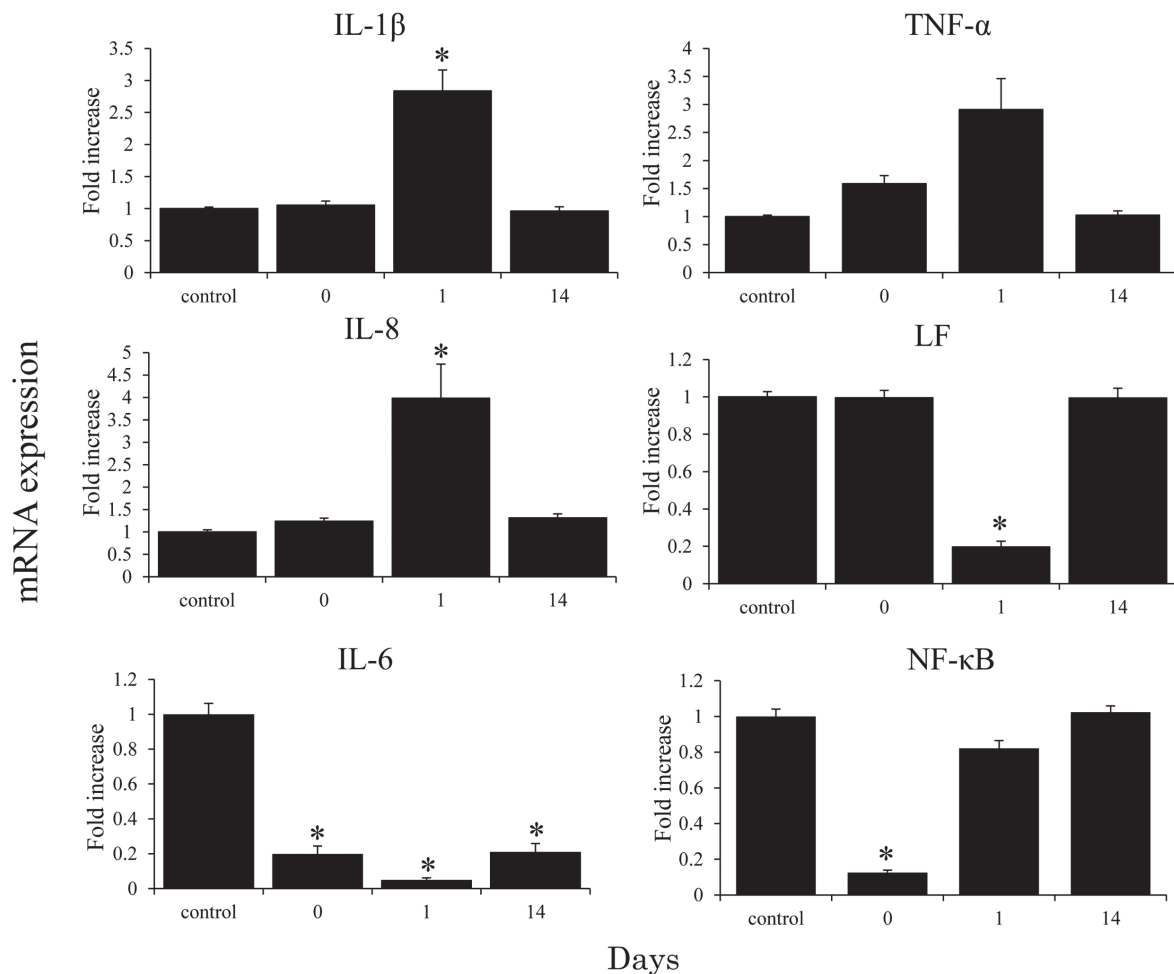 mRNA expression
IL-1β
Fold increase
3.5
3
2.5
2
1.5
1
0.5
0
*
control 0 1 14
TNF-α
Fold increase
4
3.5
3
2.5
2
1.5
1
0.5
0
control 0 1 14
IL-8
Fold increase
5
4.5
4
3.5
3
2.5
2
1.5
1
0.5
0
*
control 0 1 14
LF
Fold increase
1.2
1
0.8
0.6
0.4
0.2
0
*
control 0 1 14
IL-6
Fold increase
1.2
1
0.8
0.6
0.4
0.2
0
* * *
control 0 1 14
NF-κB
Fold increase
1.2
1
0.8
0.6
0.4
0.2
0
*
control 0 1 14
Days